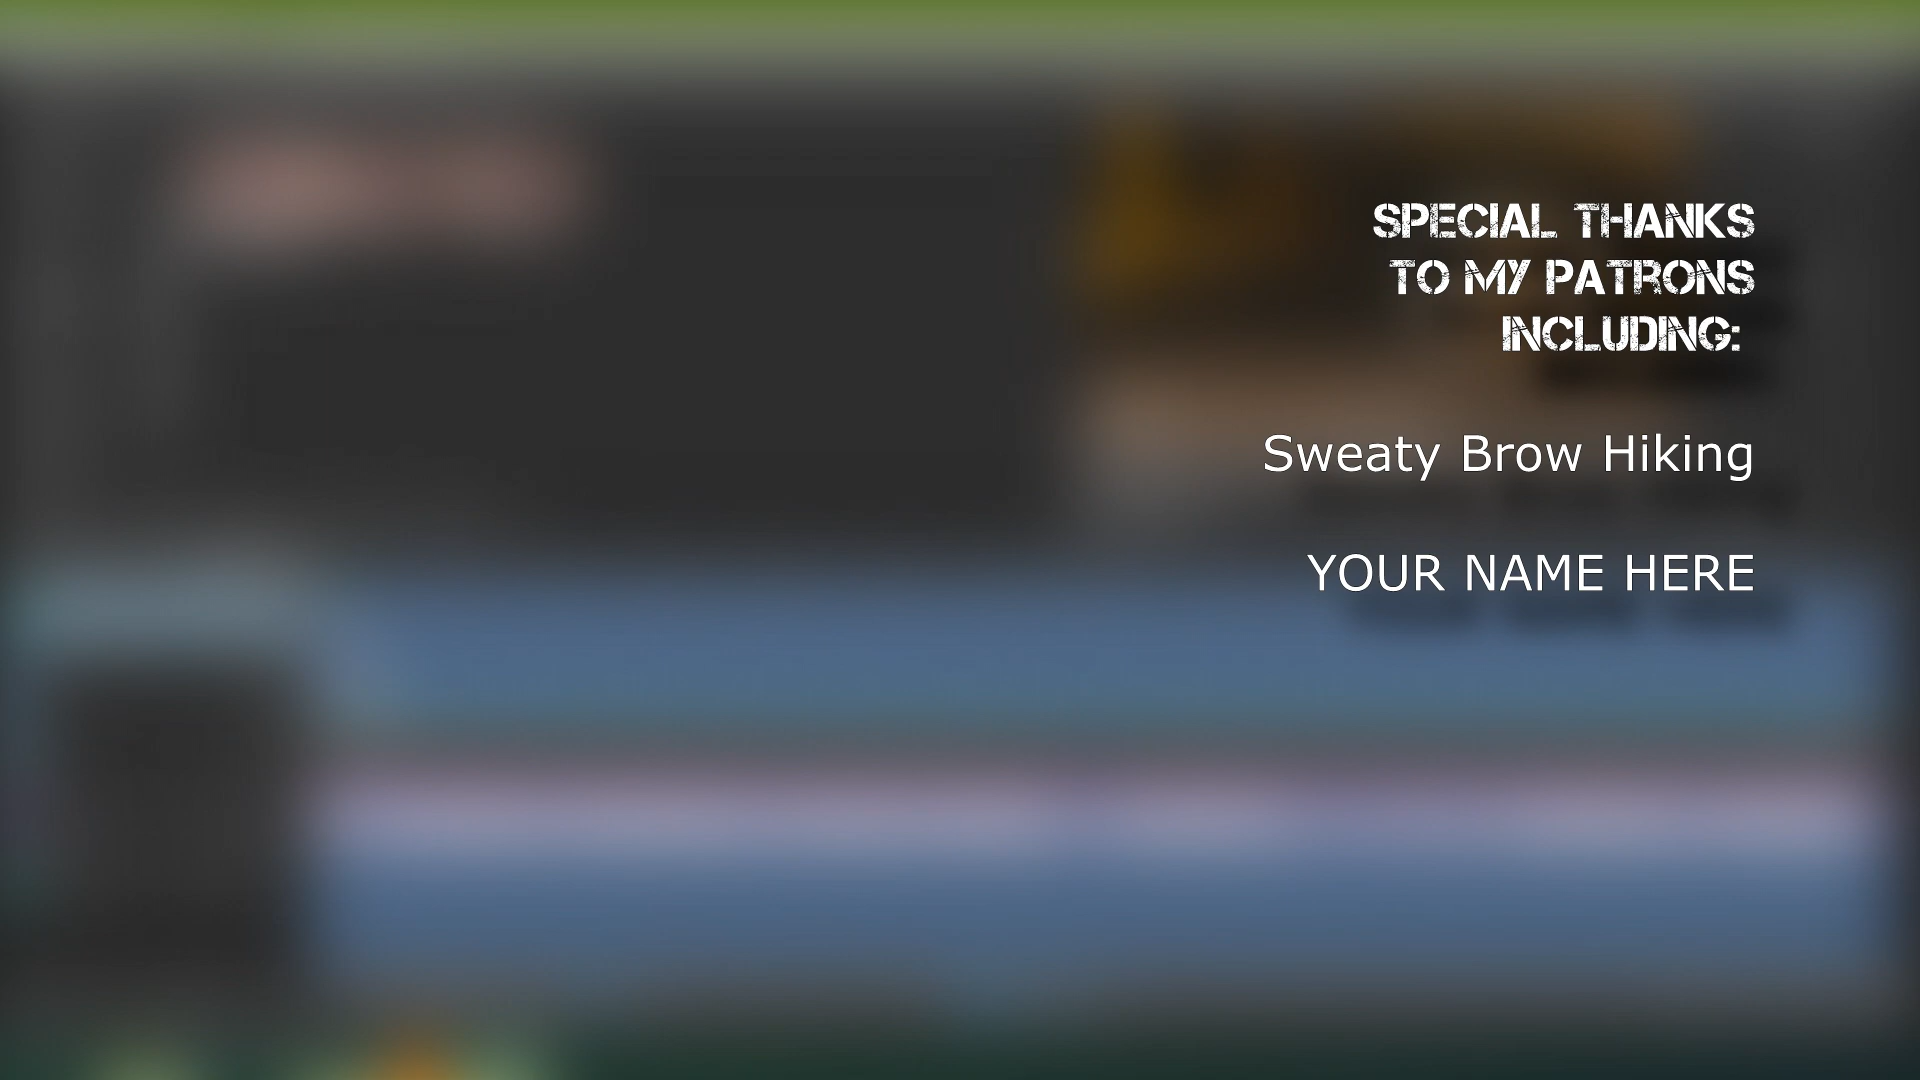 SPECIAL THANKS
TO MY PATRONS
INCLUDING:
Sweaty Brow Hiking
YOUR NAME HERE